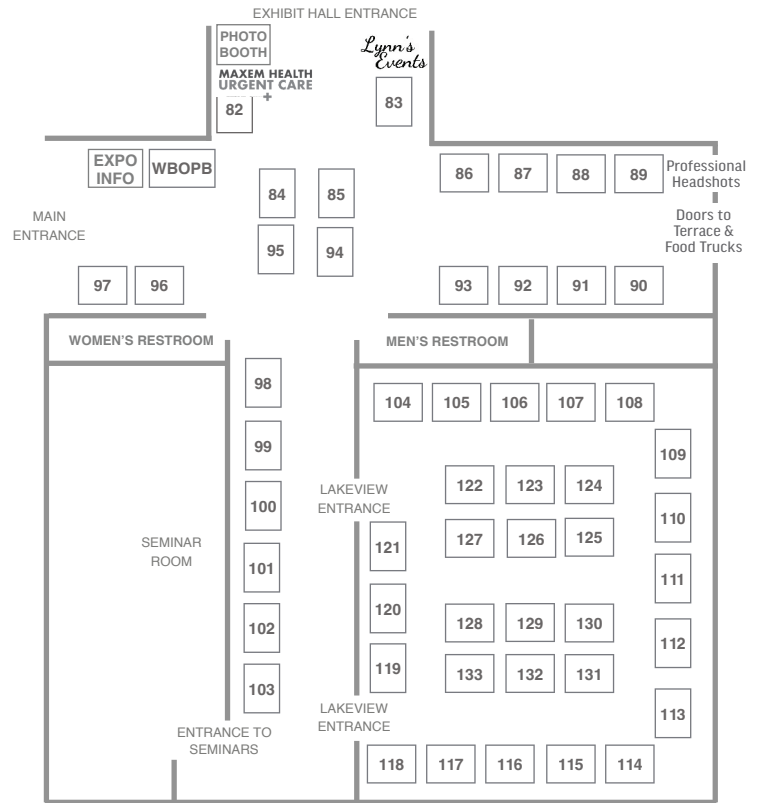 EXHIBIT HALL ENTRANCE
PHOTO
BOOTH
Lynn's
Events
MAXEM HEALTH
URGENT CARE
82
83
EXPO
INFO
WBOPB
86
87
88
89
Professional
Headshots
84
85
MAIN
ENTRANCE
Doors to
Terrace &
Food Trucks
95
94
97
96
93
92
91
90
WOMEN'S RESTROOM
MEN'S RESTROOM
98
104
105
106
107
108
99
109
122
123
124
LAKEVIEW
ENTRANCE
100
110
SEMINAR
ROOM
121
127
126
125
101
111
120
102
128
129
130
112
119
133
132
131
103
113
LAKEVIEW
ENTRANCE
ENTRANCE TO
SEMINARS
118
117
116
115
114